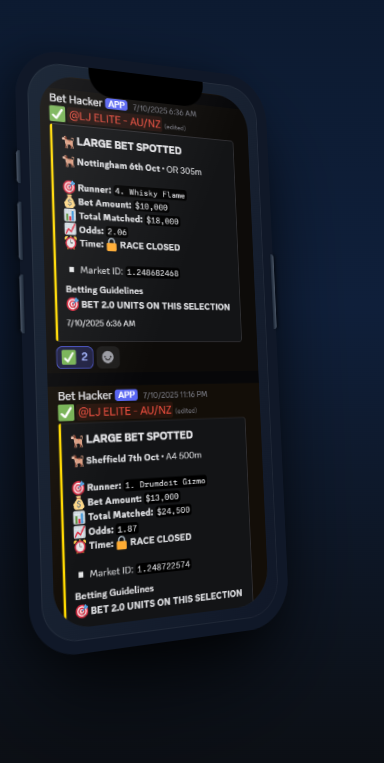 Bet Hacker APP 7/10/2025 6:36 AM
@LJ ELITE - AU/NZ (edited)
LARGE BET SPOTTED
Nottingham 6th Oct • OR 305m
Runner: 4. Whisky Flame
Bet Amount: $10,000
Total Matched: $18,000
Odds: 2.06
Time: RACE CLOSED
Market ID: 1.248682468
Betting Guidelines
BET 2.0 UNITS ON THIS SELECTION
7/10/2025 6:36 AM
2
Bet Hacker APP 7/10/2025 11:16 PM
@LJ ELITE - AU/NZ (edited)
LARGE BET SPOTTED
Sheffield 7th Oct • A4 500m
Runner: 1. Drumdoit Gizmo
Bet Amount: $13,000
Total Matched: $24,500
Odds: 1.87
Time: RACE CLOSED
Market ID: 1.248722574
Betting Guidelines
BET 2.0 UNITS ON THIS SELECTION